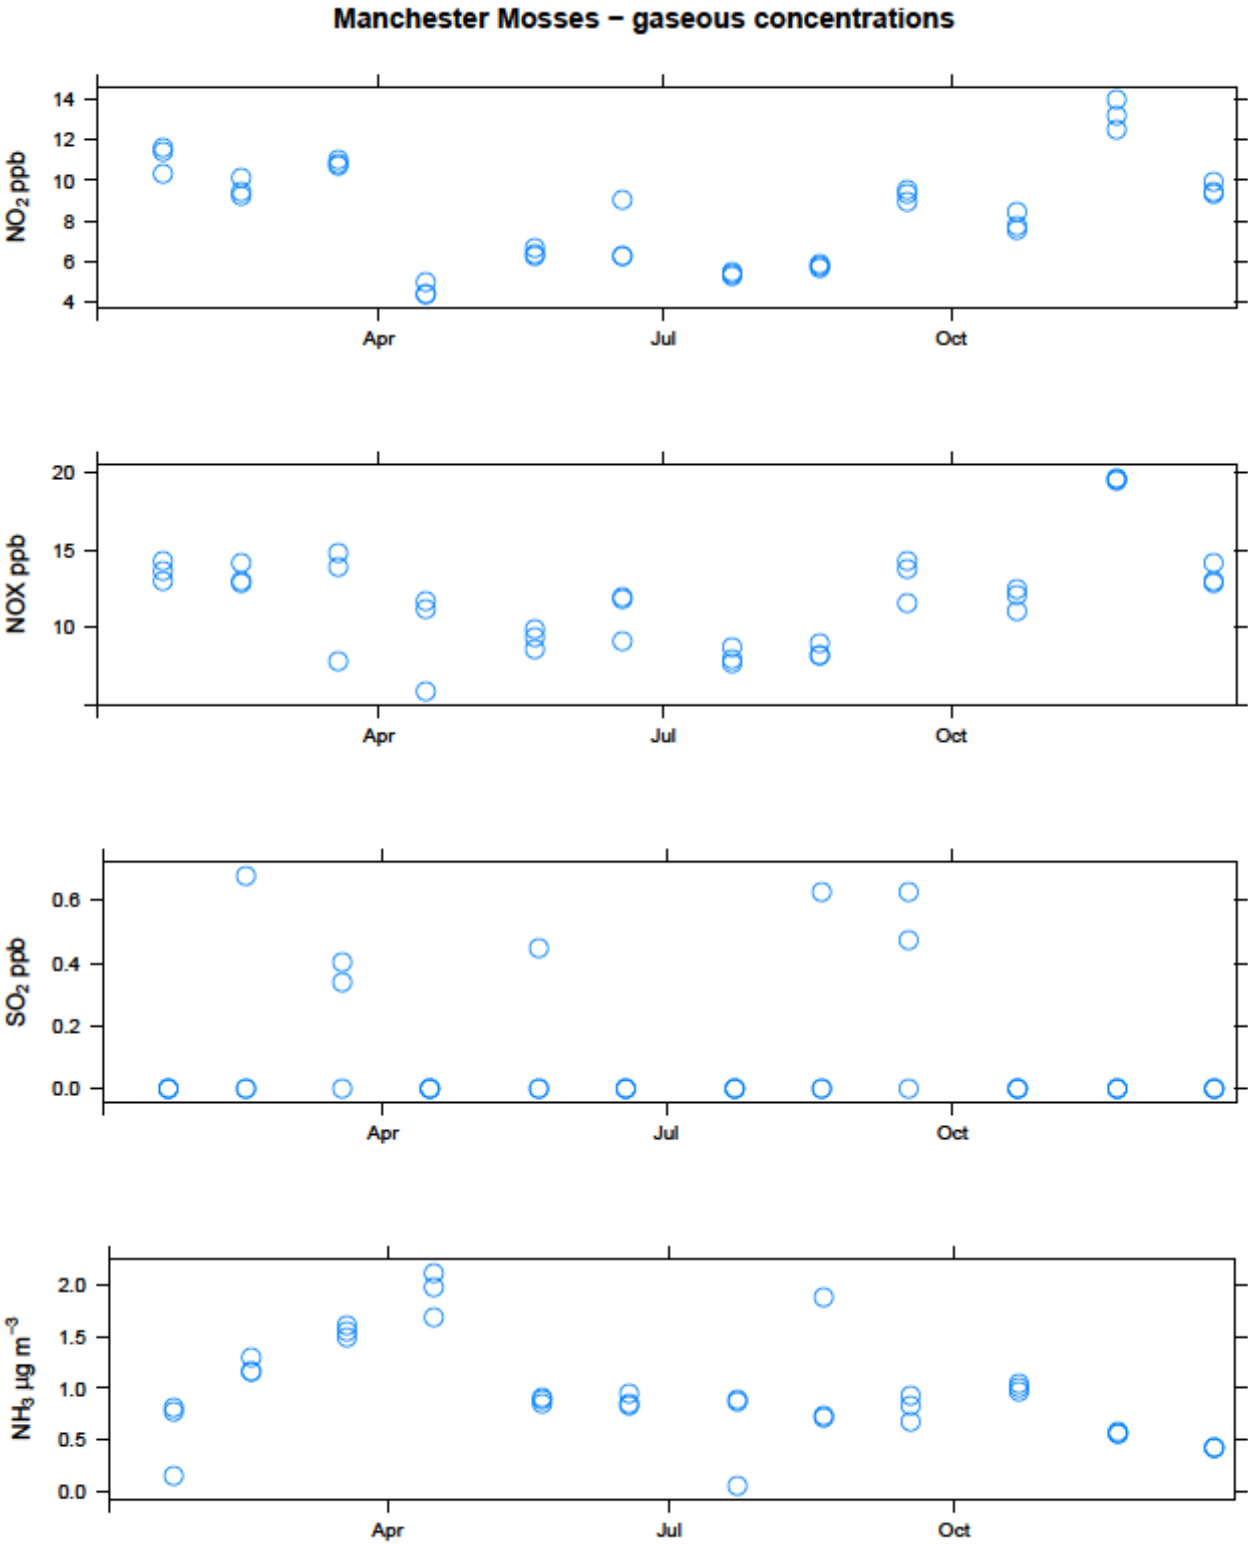 Manchester Mosses − gaseous concentrations
NO₂ ppb
14
12
10
8
6
4
Apr Jul Oct
NOX ppb
20
15
10
Apr Jul Oct
SO₂ ppb
0.6
0.4
0.2
0.0
Apr Jul Oct
NH₃ µg m⁻³
2.0
1.5
1.0
0.5
0.0
Apr Jul Oct